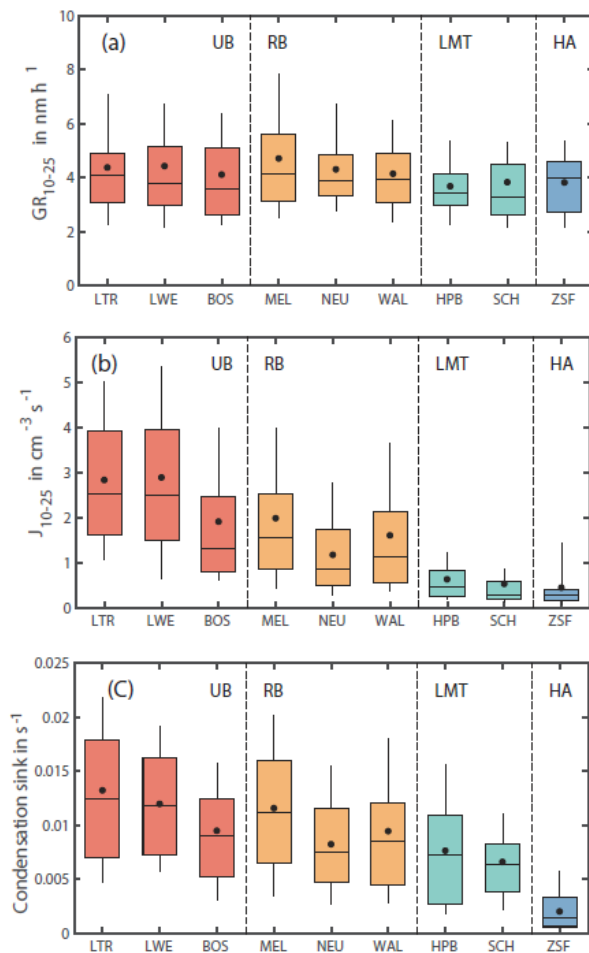 (a) UB RB LMT HA
GR10-25 in nm h-1
10
8
6
4
2
0
LTR LWE BOS MEL NEU WAL HPB SCH ZSF
(b) UB RB LMT HA
J10-25 in cm-3 s-1
6
5
4
3
2
1
0
LTR LWE BOS MEL NEU WAL HPB SCH ZSF
(C) UB RB LMT HA
Condensation sink in s-1
0.025
0.02
0.015
0.01
0.005
0
LTR LWE BOS MEL NEU WAL HPB SCH ZSF